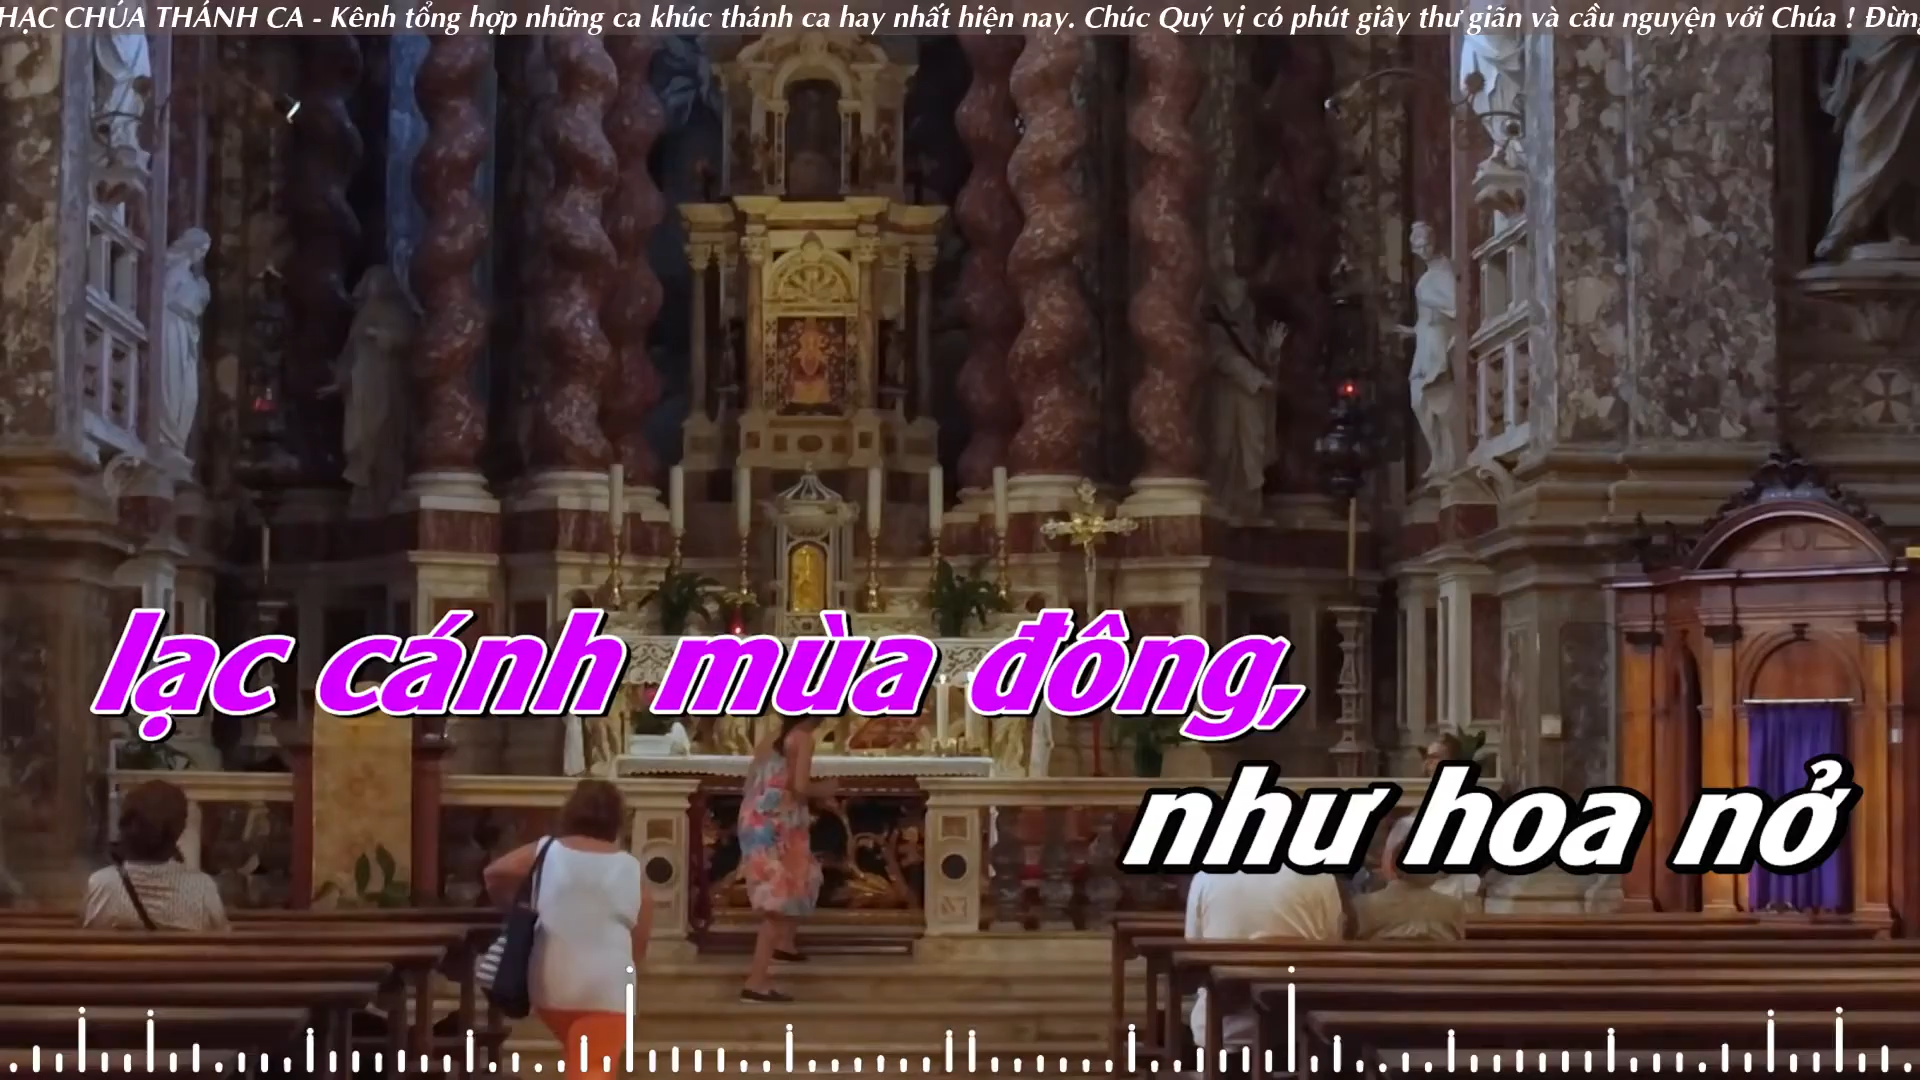 HẠC CHÚA THÁNH CA - Kênh tổng hợp những ca khúc thánh ca hay nhất hiện nay. Chúc Quý vị có phút giây thư giãn và cầu nguyện với Chúa ! Đừn
lạc cánh mùa đông,
như hoa nở